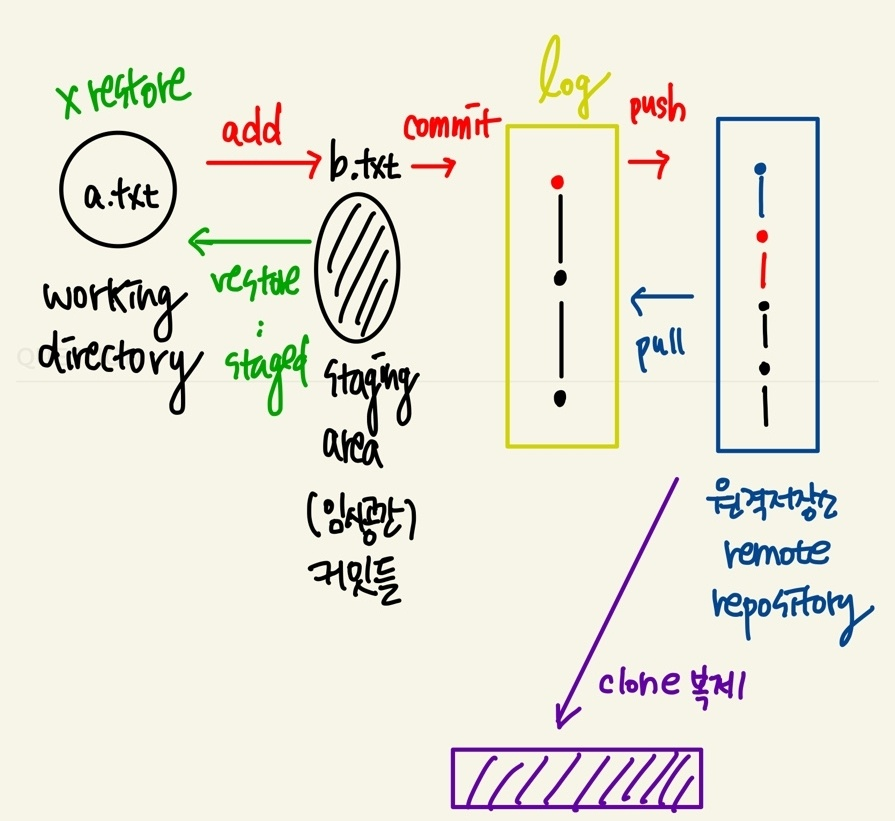 x restore
a.txt
working
directory
add
restore
:
staged
b.txt
staging
area
(임시공간)
커밋들
commit
log
push
pull
원격저장소
remote
repository
clone 복제